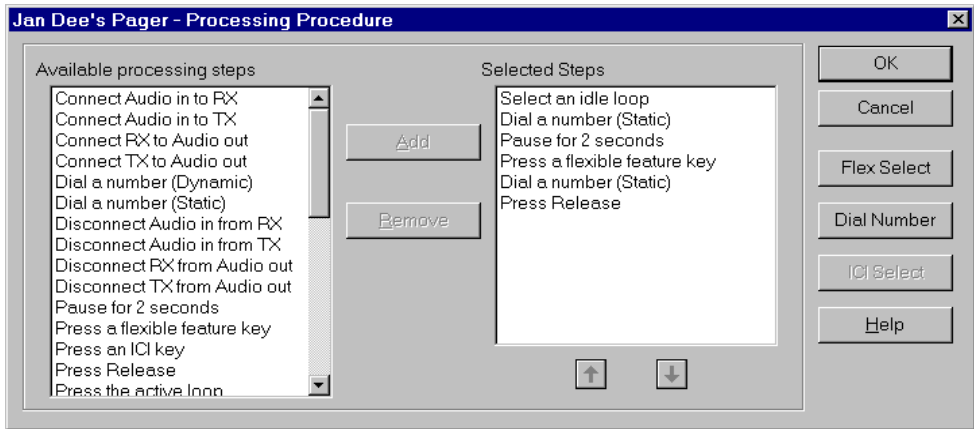 Jan Dee's Pager - Processing Procedure
Available processing steps
Connect Audio in to RX
Connect Audio in to TX
Connect RX to Audio out
Connect TX to Audio out
Dial a number (Dynamic)
Dial a number (Static)
Disconnect Audio in from RX
Disconnect Audio in from TX
Disconnect RX from Audio out
Disconnect TX from Audio out
Pause for 2 seconds
Press a flexible feature key
Press an ICI key
Press Release
Press the active loop
Add
Remove
Selected Steps
Select an idle loop
Dial a number (Static)
Pause for 2 seconds
Press a flexible feature key
Dial a number (Static)
Press Release
OK
Cancel
Flex Select
Dial Number
ICI Select
Help